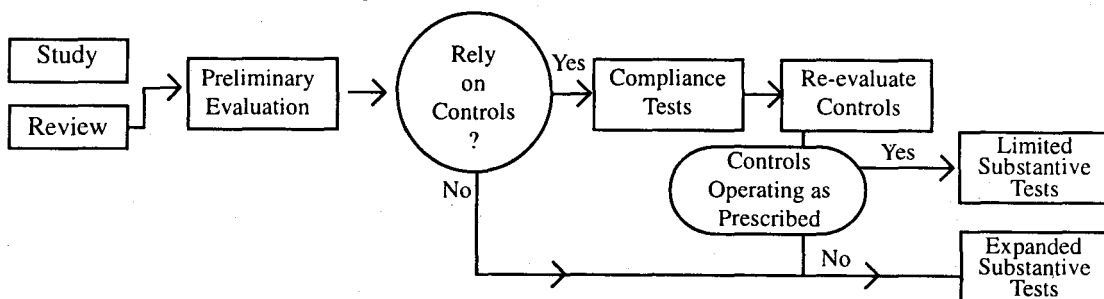 Study
Review
Preliminary
Evaluation
Rely
on
Controls
?
Yes
No
Compliance
Tests
Re-evaluate
Controls
Controls
Operating as
Prescribed
Yes
No
Limited
Substantive
Tests
Expanded
Substantive
Tests